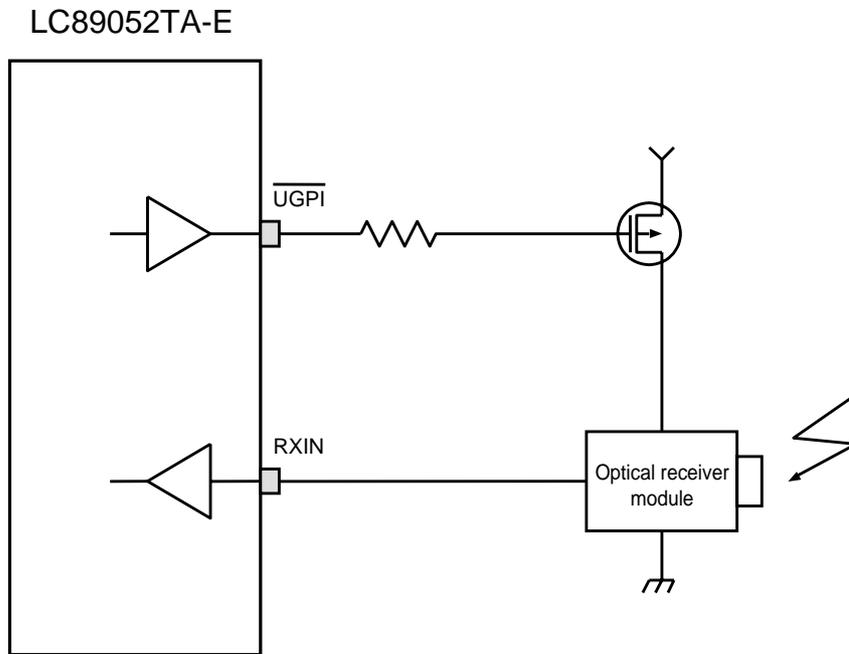 LC89052TA-E
UGPI
RXIN
Optical receiver
module